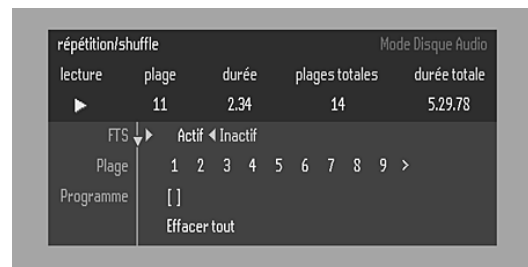 répétition/shuffle Mode Disque Audio
lecture plage durée plages totales durée totale
11 2.34 14 5.29.78
FTS Actif Inactif
Plage 1 2 3 4 5 6 7 8 9 >
Programme [ ]
Effacer tout